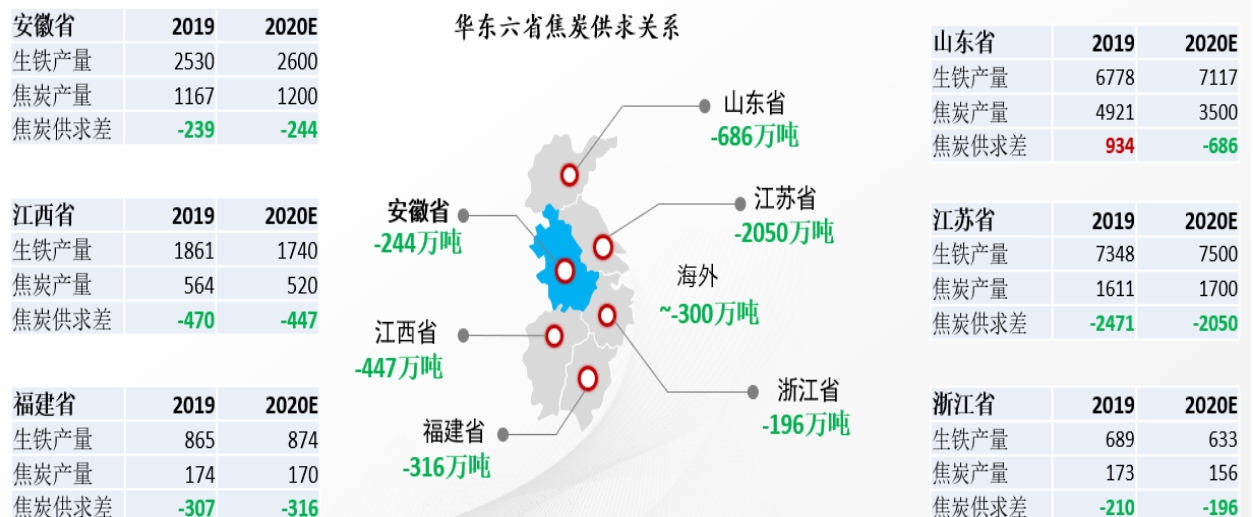 华东六省焦炭供求关系
安徽省 2019 2020E
生铁产量 2530 2600
焦炭产量 1167 1200
焦炭供求差 -239 -244
江西省 2019 2020E
生铁产量 1861 1740
焦炭产量 564 520
焦炭供求差 -470 -447
福建省 2019 2020E
生铁产量 865 874
焦炭产量 174 170
焦炭供求差 -307 -316
山东省
-686万吨
安徽省
-244万吨
江苏省
-2050万吨
海外
~-300万吨
江西省
-447万吨
浙江省
-196万吨
福建省
-316万吨
山东省 2019 2020E
生铁产量 6778 7117
焦炭产量 4921 3500
焦炭供求差 934 -686
江苏省 2019 2020E
生铁产量 7348 7500
焦炭产量 1611 1700
焦炭供求差 -2471 -2050
浙江省 2019 2020E
生铁产量 689 633
焦炭产量 173 156
焦炭供求差 -210 -196